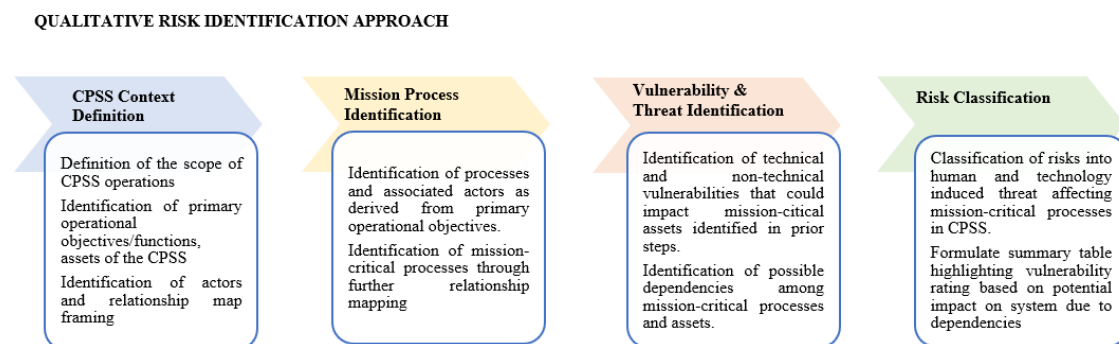 QUALITATIVE RISK IDENTIFICATION APPROACH
CPSS Context
Definition
Definition of the scope of
CPSS operations
Identification of primary
operational
objectives/functions,
assets of the CPSS
Identification of actors
and relationship map
framing
Mission Process
Identification
Identification of processes
and associated actors as
derived from primary
operational objectives.
Identification of mission-
critical processes through
further relationship
mapping
Vulnerability &
Threat Identification
Identification of technical
and non-technical
vulnerabilities that could
impact mission-citical
assets identified in prior
steps.
Identification of possible
dependencies among
mission-critical processes
and assets.
Risk Classification
Classification of risks into
human and technology
induced threat affecting
mission-critical processes
in CPSS.
Formulate summary table
highlighting vulnerability
rating based on potential
impact on system due to
dependencies